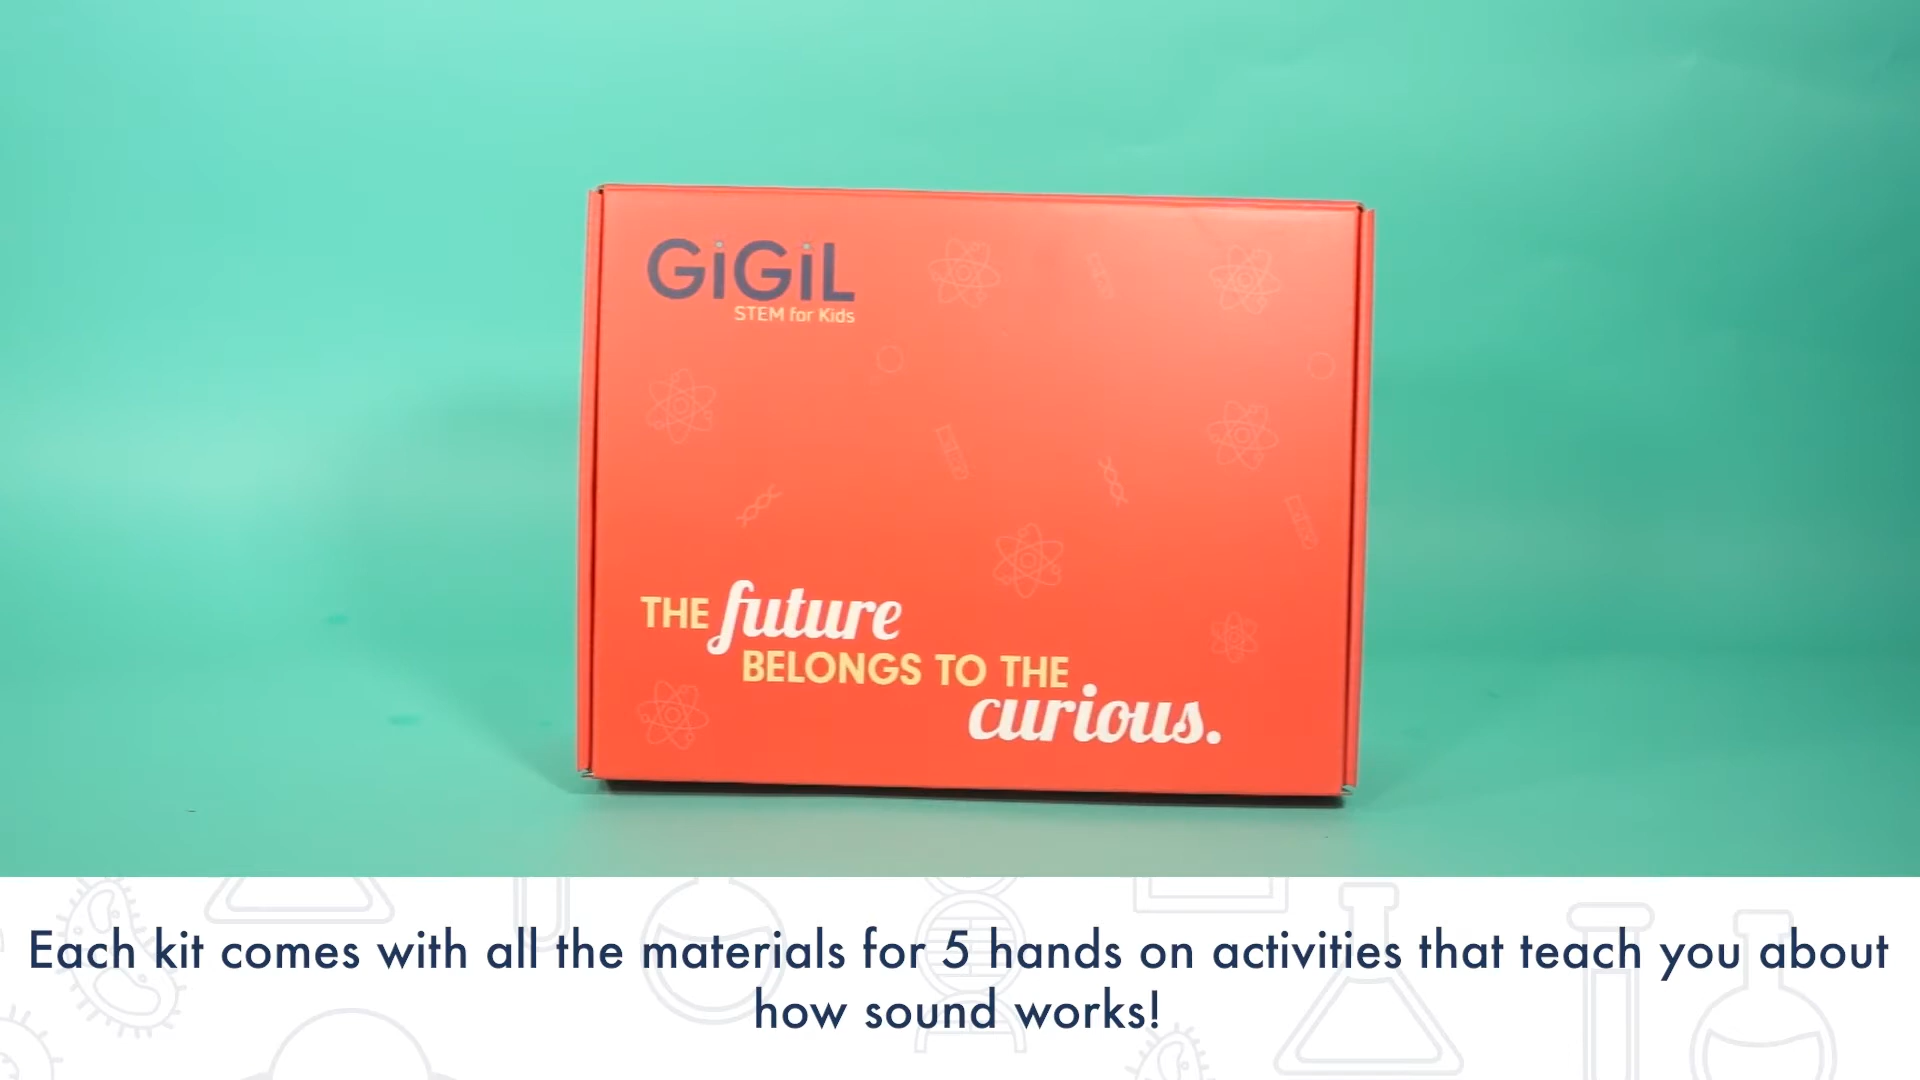 GiGiL
STEM for Kids
THE future
BELONGS TO THE
curious.
Each kit comes with all the materials for 5 hands on activities that teach you about
how sound works!